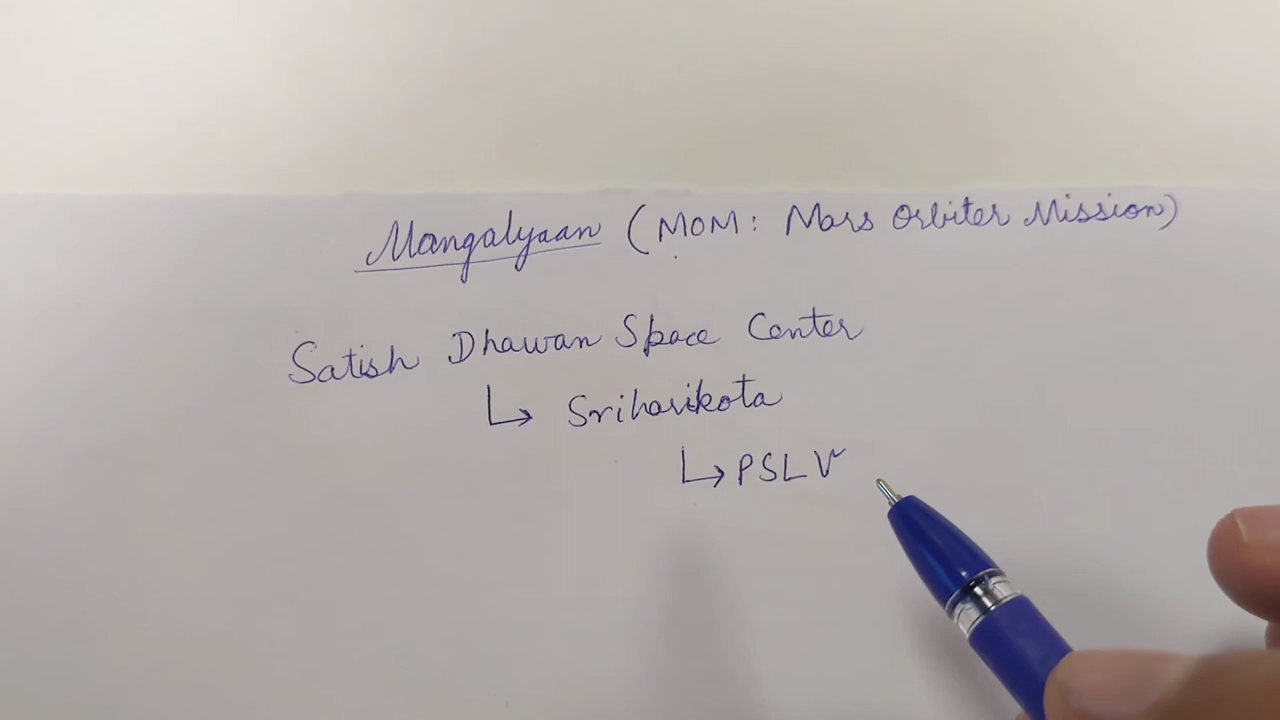 Mangalyaan (MOM: Mars Orbiter Mission)
Satish Dhawan Space Center
↳ Sriharikota
↳ PSLV